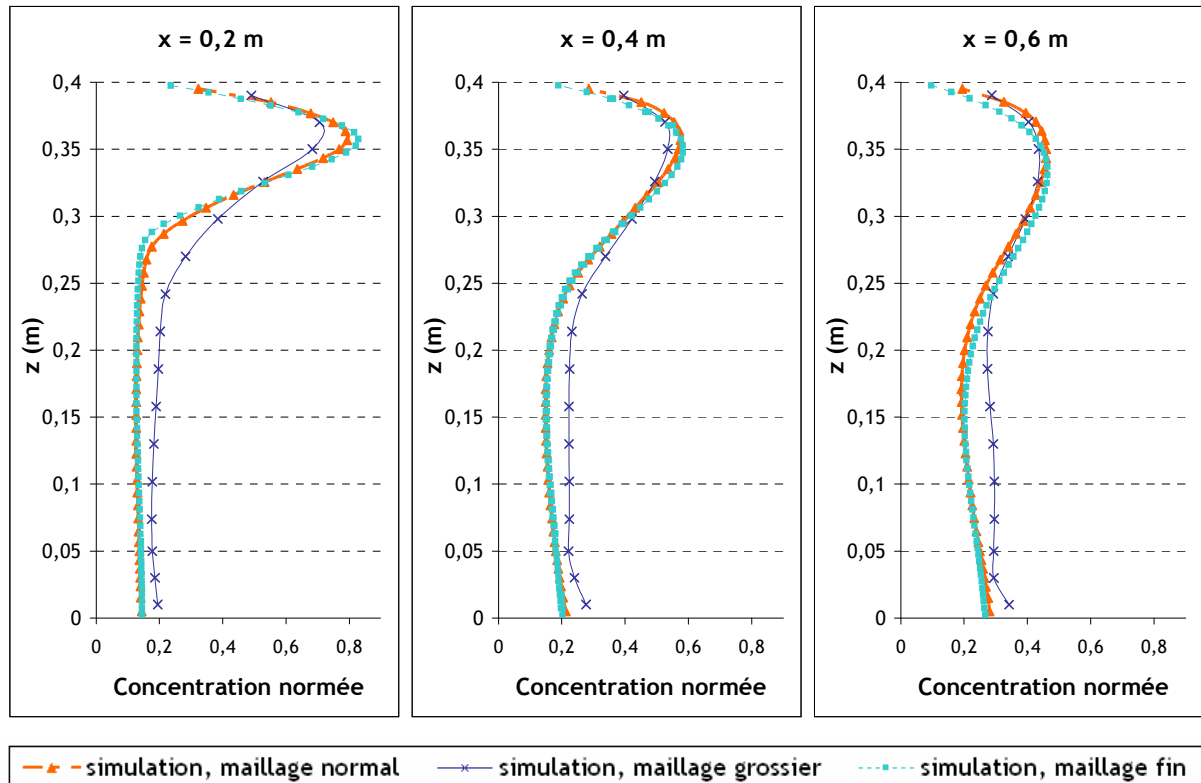 x = 0,2 m
0,4
0,35
0,3
0,25
0,2
0,15
0,1
0,05
0
z (m)
0 0,2 0,4 0,6 0,8
Concentration normée
x = 0,4 m
0,4
0,35
0,3
0,25
0,2
0,15
0,1
0,05
0
z (m)
0 0,2 0,4 0,6 0,8
Concentration normée
x = 0,6 m
0,4
0,35
0,3
0,25
0,2
0,15
0,1
0,05
0
z (m)
0 0,2 0,4 0,6 0,8
Concentration normée
simulation, maillage normal simulation, maillage grossier simulation, maillage fin